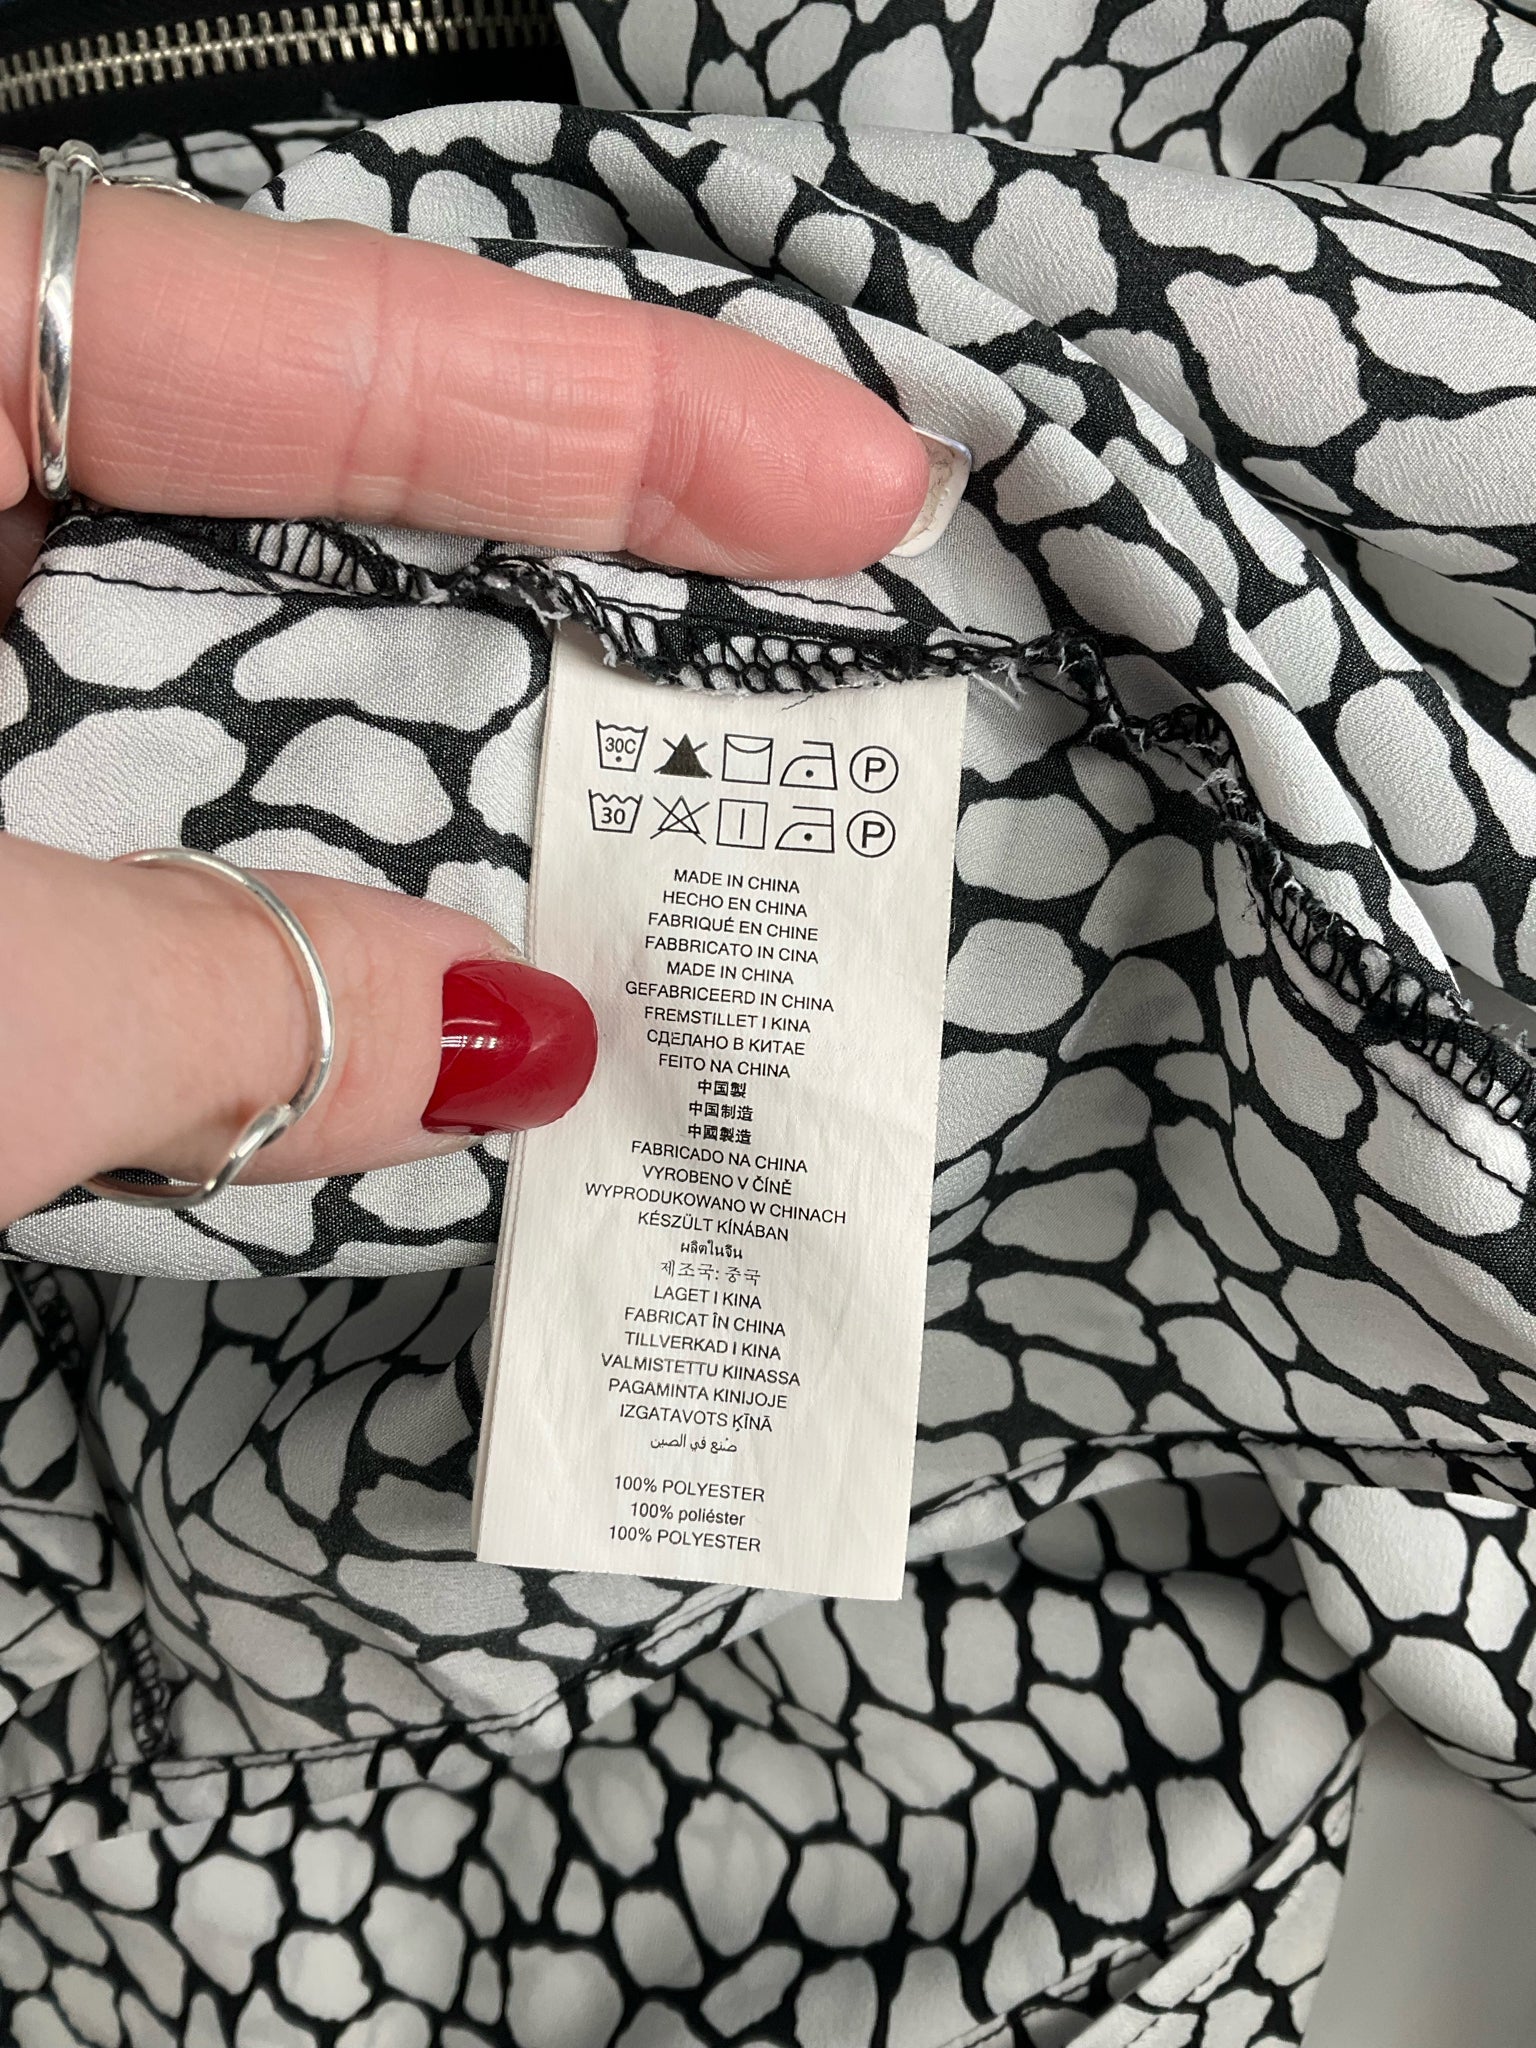 30C P
30 P
MADE IN CHINA
HECHO EN CHINA
FABRIQUÉ EN CHINE
FABBRICATO IN CINA
MADE IN CHINA
GEFABRICEERD IN CHINA
FREMSTILLET I KINA
СДЕЛАНО В КИТАЕ
FEITO NA CHINA
中国製
中国制造
中國製造
FABRICADO NA CHINA
VYROBENO V ČÍNĚ
WYPRODUKOWANO W CHINACH
KÉSZÜLT KÍNÁBAN
ผลิตในจีน
제조국: 중국
LAGET I KINA
FABRICAT ÎN CHINA
TILLVERKAD I KINA
VALMISTETTU KIINASSA
PAGAMINTA KINIJOJE
IZGATAVOTS ĶĪNĀ
صنع في الصين
100% POLYESTER
100% poliéster
100% POLYESTER